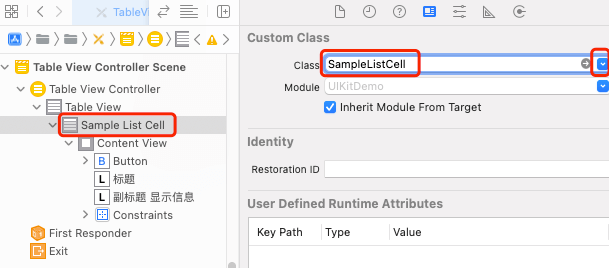 TableVi
Table View Controller Scene
Table View Controller
Table View
Sample List Cell
Content View
B Button
L 标题
L 副标题 显示信息
Constraints
First Responder
Exit
Custom Class
Class SampleListCell
Module UIKitDemo
Inherit Module From Target
Identity
Restoration ID
User Defined Runtime Attributes
Key Path Type Value